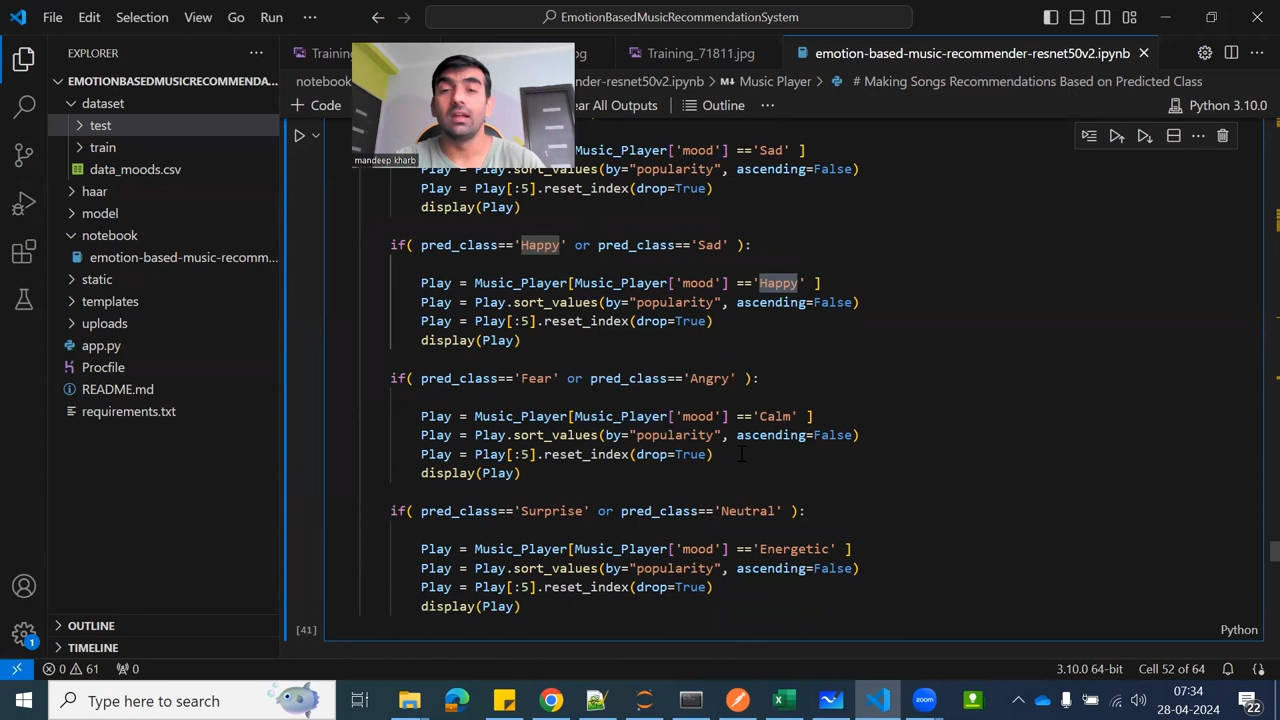 File Edit Selection View Go Run ···
EmotionBasedMusicRecommendationSystem
EXPLORER
EMOTIONBASEDMUSICRECOMMENDA...
dataset
test
train
data_moods.csv
haar
model
notebook
emotion-based-music-recomm...
static
templates
uploads
app.py
Procfile
README.md
requirements.txt
OUTLINE
TIMELINE
Training_71811.jpg
emotion-based-music-recommender-resnet50v2.ipynb
Music Player > # Making Songs Recommendations Based on Predicted Class
+ Code
ear All Outputs
Outline ···
Python 3.10.0
mandeep kharb
Music_Player['mood'] =='Sad' ]
Play = Play.sort_values(by="popularity", ascending=False)
Play = Play[:5].reset_index(drop=True)
display(Play)
if( pred_class=='Happy' or pred_class=='Sad' ):
Play = Music_Player[Music_Player['mood'] =='Happy' ]
Play = Play.sort_values(by="popularity", ascending=False)
Play = Play[:5].reset_index(drop=True)
display(Play)
if( pred_class=='Fear' or pred_class=='Angry' ):
Play = Music_Player[Music_Player['mood'] =='Calm' ]
Play = Play.sort_values(by="popularity", ascending=False)
Play = Play[:5].reset_index(drop=True)
display(Play)
if( pred_class=='Surprise' or pred_class=='Neutral' ):
Play = Music_Player[Music_Player['mood'] =='Energetic' ]
Play = Play.sort_values(by="popularity", ascending=False)
Play = Play[:5].reset_index(drop=True)
display(Play)
[41]
Python
0 61 0
3.10.0 64-bit Cell 52 of 64
Type here to search
zoom
07:34
28-04-2024
22